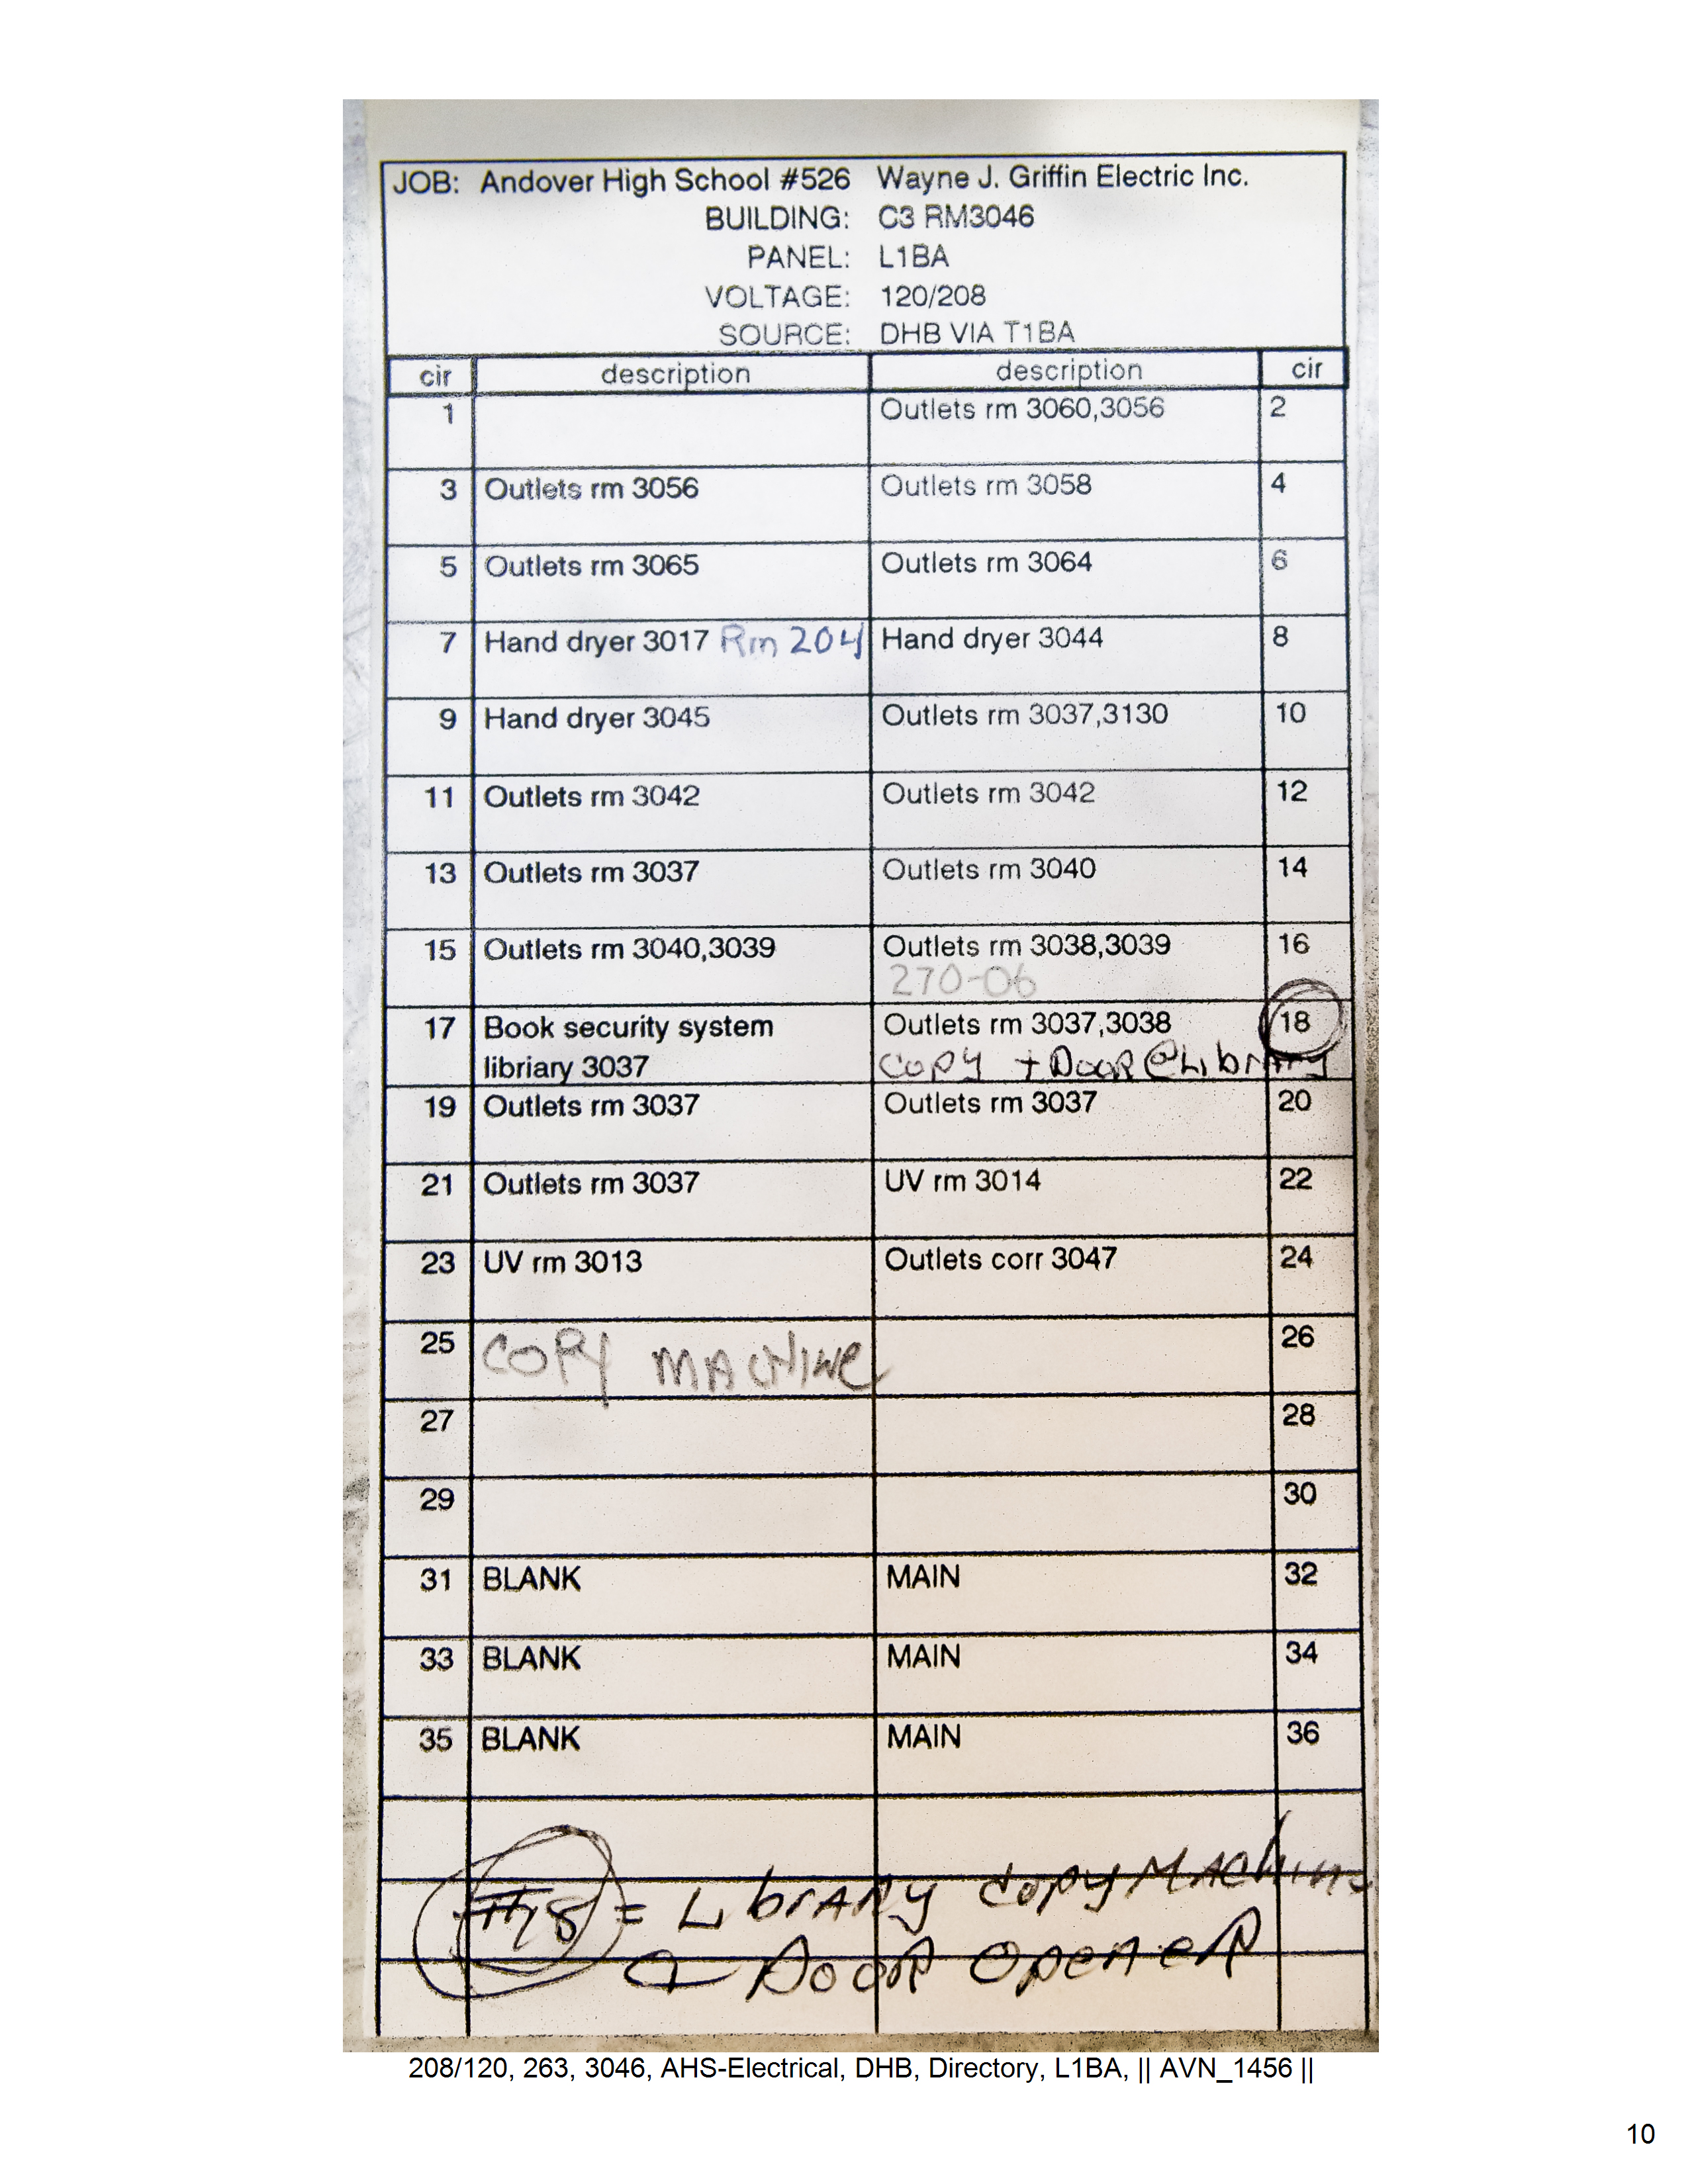 JOB: Andover High School #526 Wayne J. Griffin Electric Inc.
BUILDING: C3 RM3046
PANEL: L1BA
VOLTAGE: 120/208
SOURCE: DHB VIA T1BA
cir description description cir
1 Outlets rm 3060,3056 2
3 Outlets rm 3056 Outlets rm 3058 4
5 Outlets rm 3065 Outlets rm 3064 6
7 Hand dryer 3017 Rm 204 Hand dryer 3044 8
9 Hand dryer 3045 Outlets rm 3037,3130 10
11 Outlets rm 3042 Outlets rm 3042 12
13 Outlets rm 3037 Outlets rm 3040 14
15 Outlets rm 3040,3039 Outlets rm 3038,3039 16
270-06
17 Book security system Outlets rm 3037,3038 18
libriary 3037 COPY + DOOR @ LIbrARY
19 Outlets rm 3037 Outlets rm 3037 20
21 Outlets rm 3037 UV rm 3014 22
23 UV rm 3013 Outlets corr 3047 24
25 COPY MACHINE 26
27 28
29 30
31 BLANK MAIN 32
33 BLANK MAIN 34
35 BLANK MAIN 36
#18 = LIbrARY COPY MAChine
Door OpeneR
208/120, 263, 3046, AHS-Electrical, DHB, Directory, L1BA, || AVN_1456 ||
10